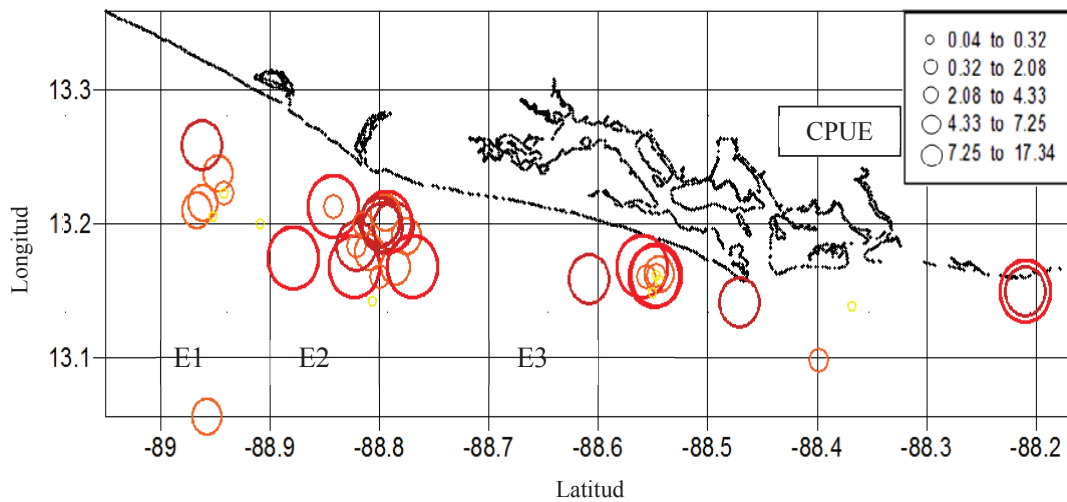 0.04 to 0.32
0.32 to 2.08
2.08 to 4.33
4.33 to 7.25
7.25 to 17.34
CPUE
13.3
13.2
13.1
Longitud
E1
E2
E3
-89
-88.9
-88.8
-88.7
-88.6
-88.5
-88.4
-88.3
-88.2
Latitud